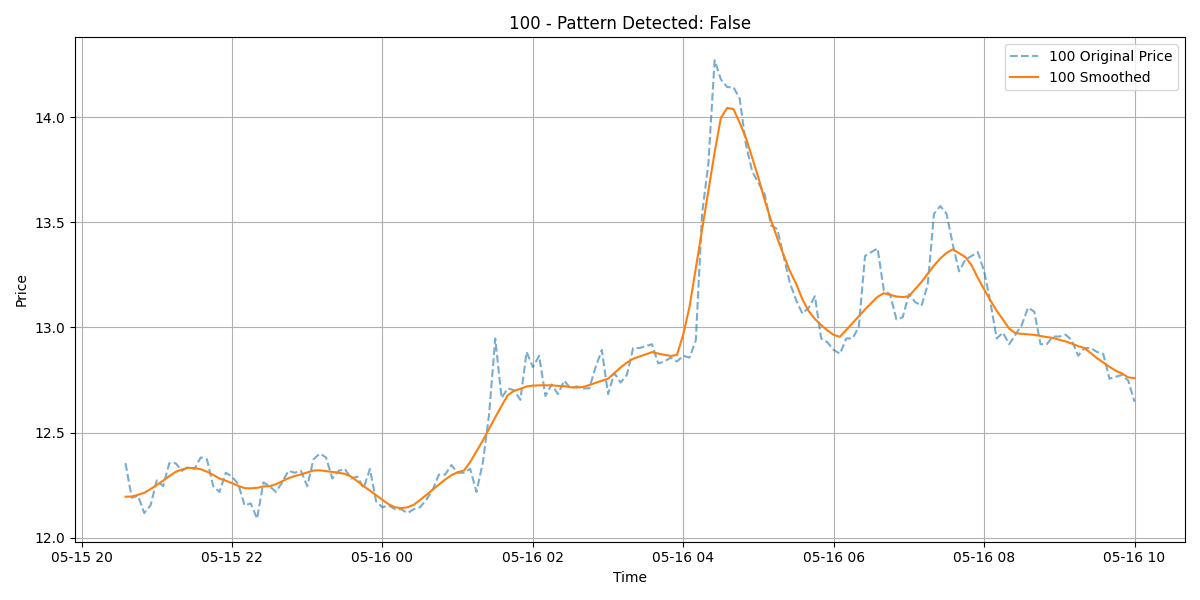 100 - Pattern Detected: False
100 Original Price
100 Smoothed
Price
14.0
13.5
13.0
12.5
12.0
05-15 20 05-15 22 05-16 00 05-16 02 05-16 04 05-16 06 05-16 08 05-16 10
Time